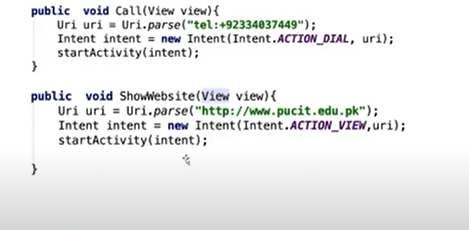 public  void Call(View view){
    Uri uri = Uri.parse("tel:+92334037449");
    Intent intent = new Intent(Intent.ACTION_DIAL, uri);
    startActivity(intent);
}
public  void ShowWebsite(View view){
    Uri uri = Uri.parse("http://www.pucit.edu.pk");
    Intent intent = new Intent(Intent.ACTION_VIEW,uri);
    startActivity(intent);
}